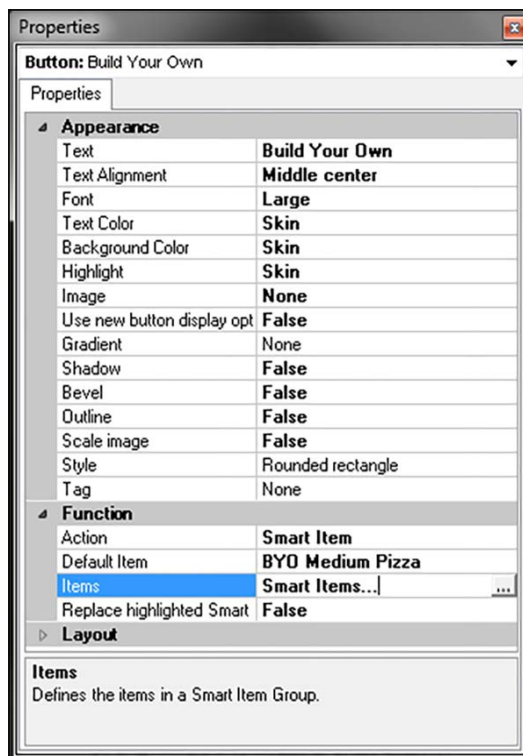 Properties
Button: Build Your Own
Properties
Appearance
Text Build Your Own
Text Alignment Middle center
Font Large
Text Color Skin
Background Color Skin
Highlight Skin
Image None
Use new button display opt False
Gradient None
Shadow False
Bevel False
Outline False
Scale image False
Style Rounded rectangle
Tag None
Function
Action Smart Item
Default Item BYO Medium Pizza
Items Smart Items... ...
Replace highlighted Smart False
Layout
Items
Defines the items in a Smart Item Group.